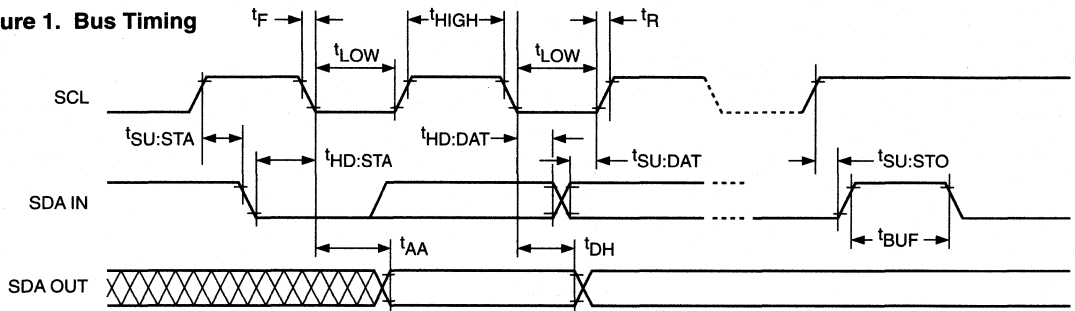 ure 1. Bus Timing
tF
tHIGH
tR
tLOW
tLOW
SCL
tSU:STA
tHD:STA
tHD:DAT
tSU:DAT
tSU:STO
SDA IN
tBUF
tAA
tDH
SDA OUT